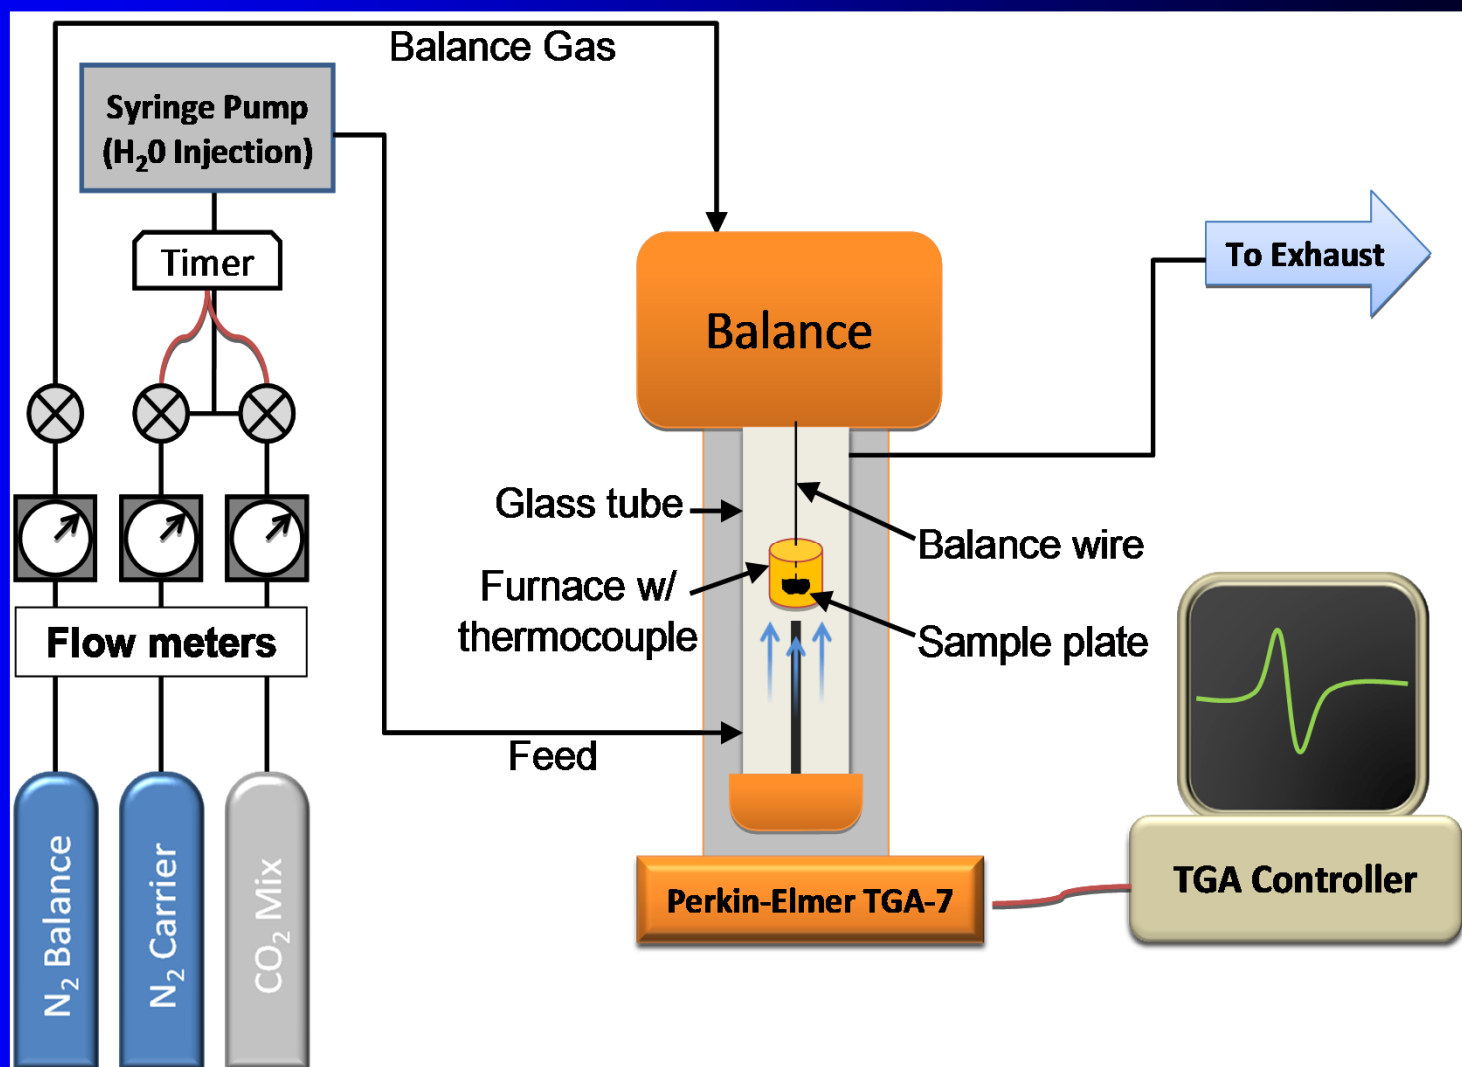 Balance Gas
Syringe Pump
(H₂0 Injection)
Timer
To Exhaust
Balance
Glass tube
Balance wire
Furnace w/
thermocouple
Sample plate
Flow meters
Feed
N₂ Balance
N₂ Carrier
CO₂ Mix
Perkin-Elmer TGA-7
TGA Controller